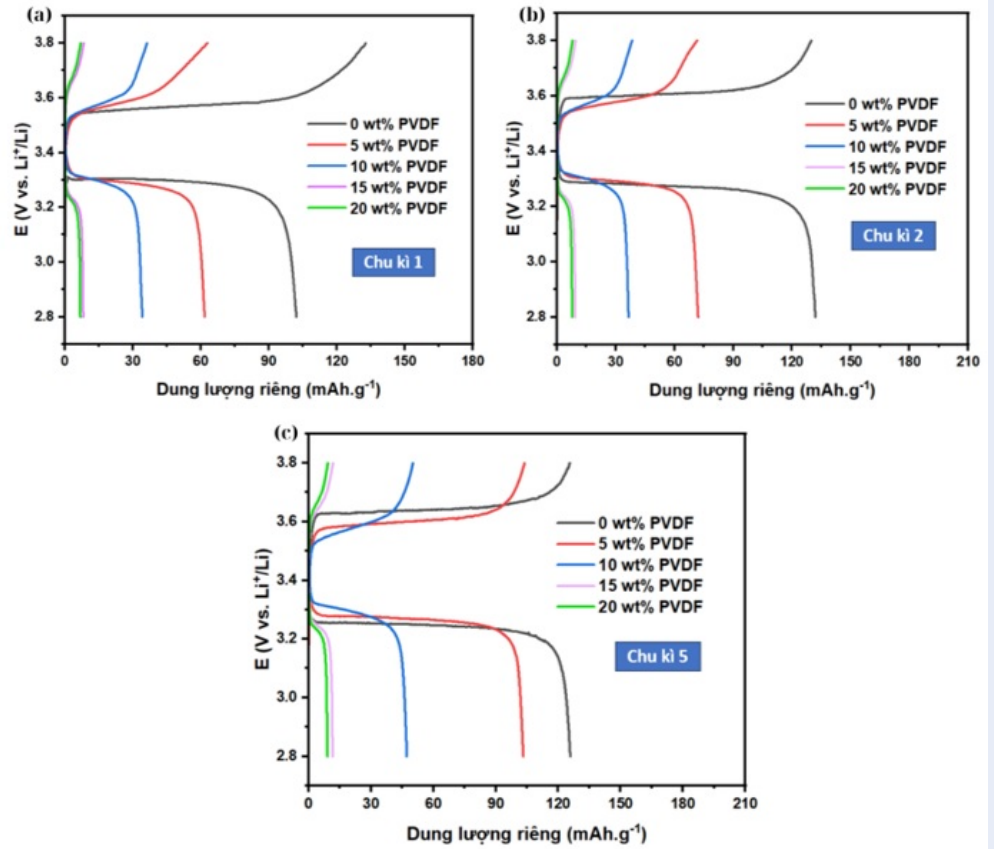 (a)
3.8
3.6
3.4
3.2
3.0
2.8
E (V vs. Li⁺/Li)
0 wt% PVDF
5 wt% PVDF
10 wt% PVDF
15 wt% PVDF
20 wt% PVDF
Chu kì 1
0 30 60 90 120 150 180
Dung lượng riêng (mAh.g⁻¹)
(b)
3.8
3.6
3.4
3.2
3.0
2.8
E (V vs. Li⁺/Li)
0 wt% PVDF
5 wt% PVDF
10 wt% PVDF
15 wt% PVDF
20 wt% PVDF
Chu kì 2
0 30 60 90 120 150 180 210
Dung lượng riêng (mAh.g⁻¹)
(c)
3.8
3.6
3.4
3.2
3.0
2.8
E (V vs. Li⁺/Li)
0 wt% PVDF
5 wt% PVDF
10 wt% PVDF
15 wt% PVDF
20 wt% PVDF
Chu kì 5
0 30 60 90 120 150 180 210
Dung lượng riêng (mAh.g⁻¹)